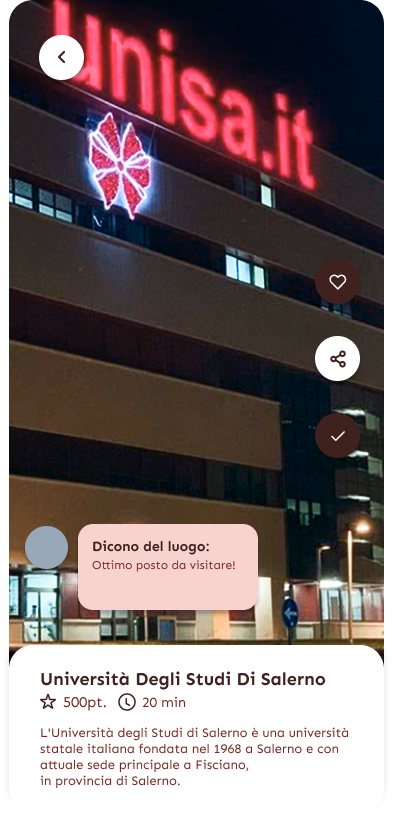 unisa.it
Dicono del luogo:
Ottimo posto da visitare!
Università Degli Studi Di Salerno
500pt. 20 min
L'Università degli Studi di Salerno è una università
statale italiana fondata nel 1968 a Salerno e con
attuale sede principale a Fisciano,
in provincia di Salerno.